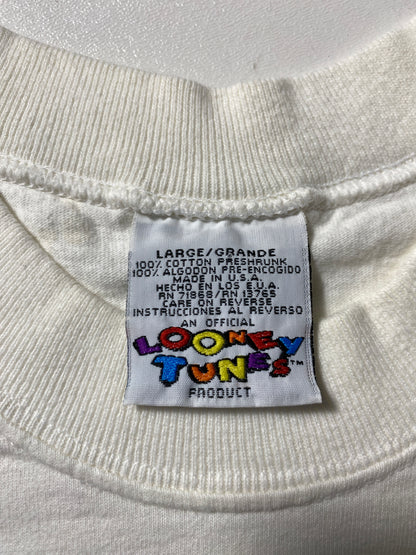 LARGE/GRANDE
100% COTTON PRESHRUNK
100% ALGODON PRE-ENCOGIDO
MADE IN U.S.A.
HECHO EN LOS E.U.A.
RN 71868/RN 13765
CARE ON REVERSE
INSTRUCCIONES AL REVERSO
AN OFFICIAL
LOONEY
TUNES™
PRODUCT